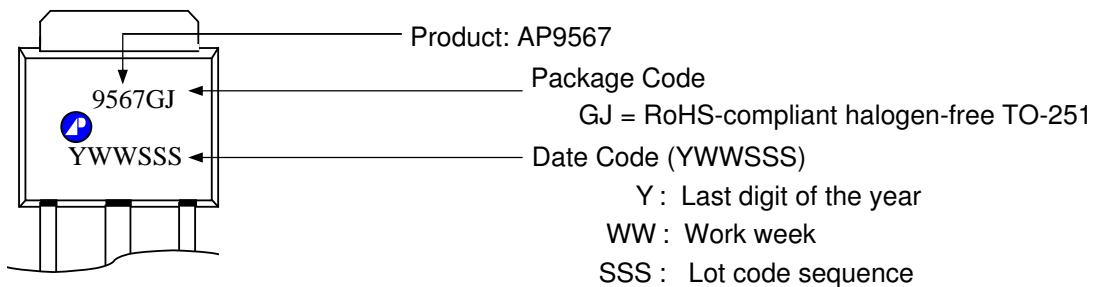 Product: AP9567
Package Code
9567GJ
GJ = RoHS-compliant halogen-free TO-251
YWWSSS
Date Code (YWWSSS)
Y : Last digit of the year
WW : Work week
SSS : Lot code sequence